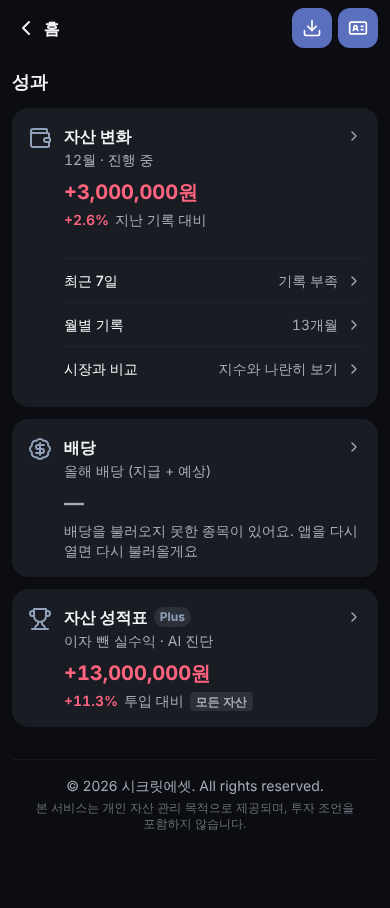 홈
성과
자산 변화
12월 · 진행 중
+3,000,000원
+2.6% 지난 기록 대비
최근 7일 기록 부족
월별 기록 13개월
시장과 비교 지수와 나란히 보기
배당
올해 배당 (지급 + 예상)
—
배당을 불러오지 못한 종목이 있어요. 앱을 다시
열면 다시 불러올게요
자산 성적표 Plus
이자 뺀 실수익 · AI 진단
+13,000,000원
+11.3% 투입 대비 모든 자산
© 2026 시크릿에셋. All rights reserved.
본 서비스는 개인 자산 관리 목적으로 제공되며, 투자 조언을
포함하지 않습니다.